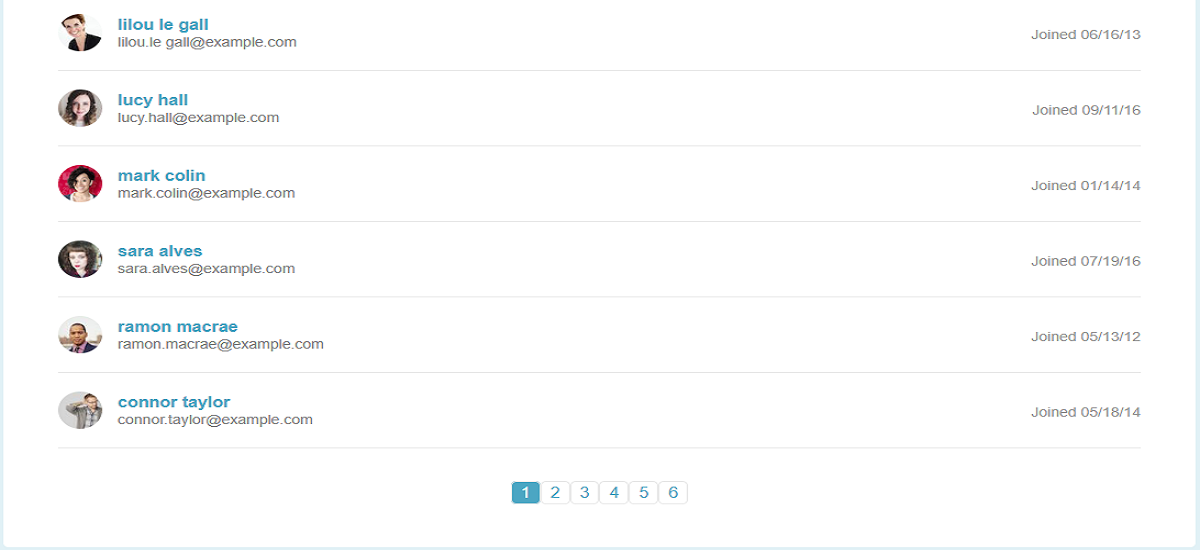 lilou le gall
lilou.le gall@example.com
Joined 06/16/13
lucy hall
lucy.hall@example.com
Joined 09/11/16
mark colin
mark.colin@example.com
Joined 01/14/14
sara alves
sara.alves@example.com
Joined 07/19/16
ramon macrae
ramon.macrae@example.com
Joined 05/13/12
connor taylor
connor.taylor@example.com
Joined 05/18/14
1 2 3 4 5 6